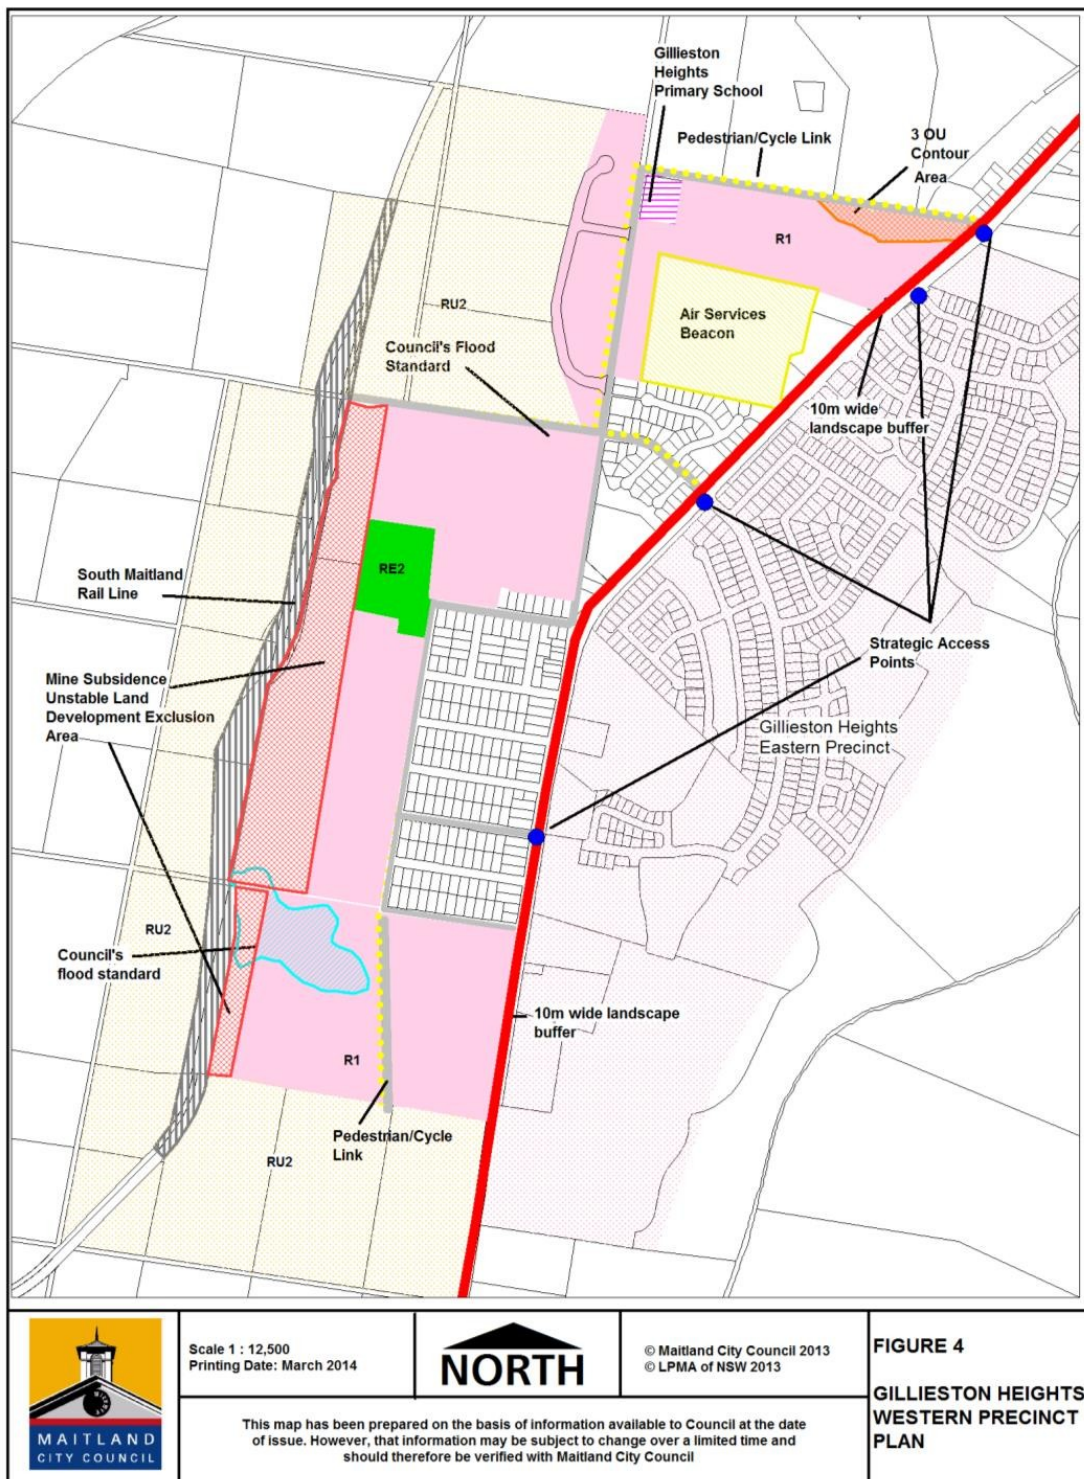 Gillieston
Heights
Primary School
Pedestrian/Cycle Link
3 OU
Contour
Area
R1
RU2
Air Services
Beacon
Council's Flood
Standard
10m wide
landscape buffer
RE2
South Maitland
Rail Line
Strategic Access
Points
Mine Subsidence
Unstable Land
Development Exclusion
Area
Gillieston Heights
Eastern Precinct
RU2
Council's
flood standard
10m wide landscape
buffer
R1
Pedestrian/Cycle
Link
RU2
MAITLAND
CITY COUNCIL
Scale 1 : 12,500
Printing Date: March 2014
NORTH
© Maitland City Council 2013
© LPMA of NSW 2013
This map has been prepared on the basis of information available to Council at the date
of issue. However, that information may be subject to change over a limited time and
should therefore be verified with Maitland City Council
FIGURE 4
GILLIESTON HEIGHTS
WESTERN PRECINCT
PLAN